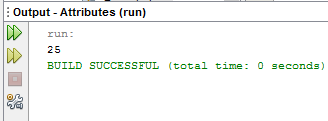 Output - Attributes (run)
run:
25
BUILD SUCCESSFUL (total time: 0 seconds)